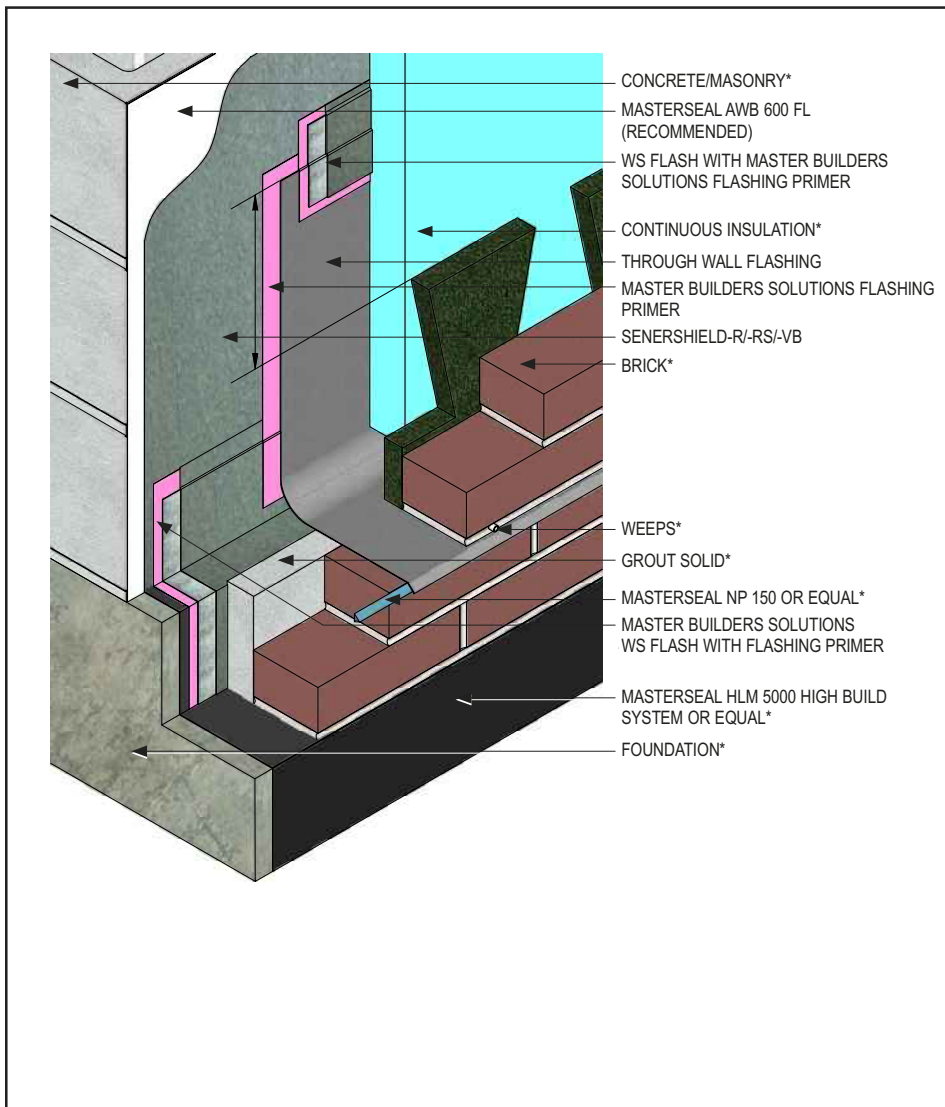 CONCRETE/MASONRY*
MASTERSEAL AWB 600 FL
(RECOMMENDED)
WS FLASH WITH MASTER BUILDERS
SOLUTIONS FLASHING PRIMER
CONTINUOUS INSULATION*
THROUGH WALL FLASHING
MASTER BUILDERS SOLUTIONS FLASHING
PRIMER
SENERSHIELD-R/-RS/-VB
BRICK*
WEEPS*
GROUT SOLID*
MASTERSEAL NP 150 OR EQUAL*
MASTER BUILDERS SOLUTIONS
WS FLASH WITH FLASHING PRIMER
MASTERSEAL HLM 5000 HIGH BUILD
SYSTEM OR EQUAL*
FOUNDATION*